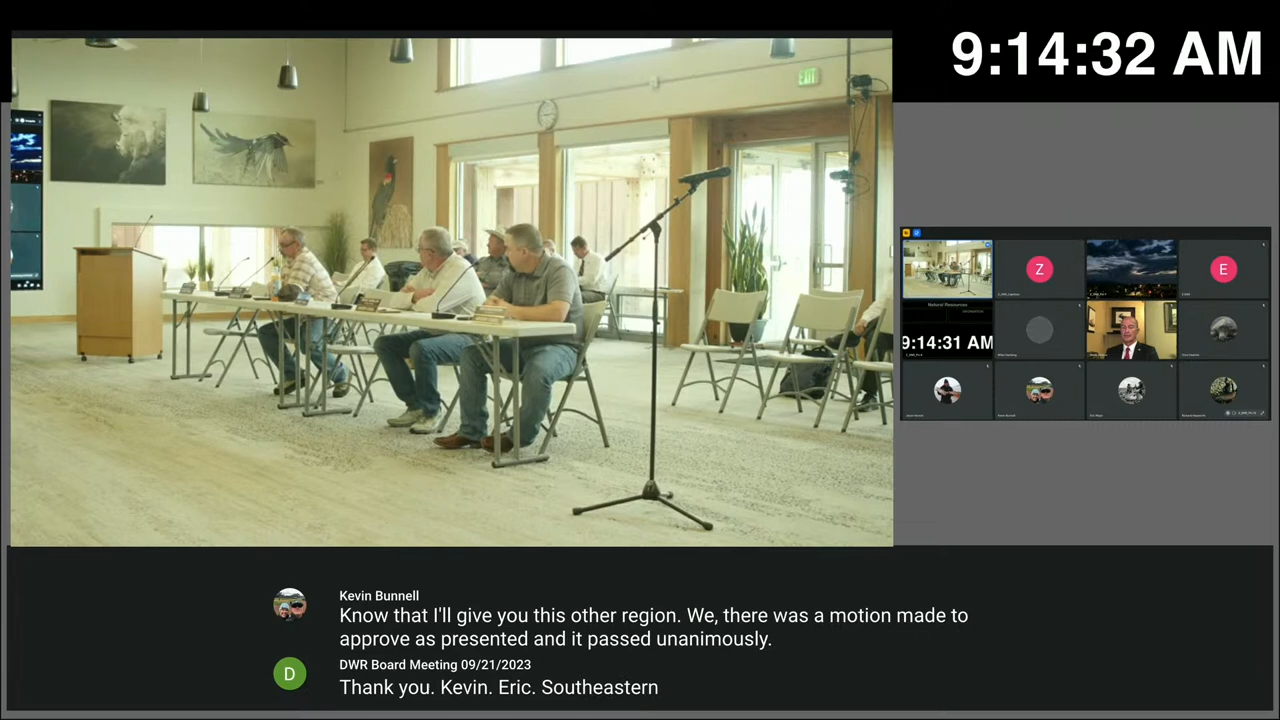 9:14:32 AM
Natural Resources
9:14:31 AM
Z
E
Kevin Bunnell
Know that I'll give you this other region. We, there was a motion made to
approve as presented and it passed unanimously.
D
DWR Board Meeting 09/21/2023
Thank you. Kevin. Eric. Southeastern